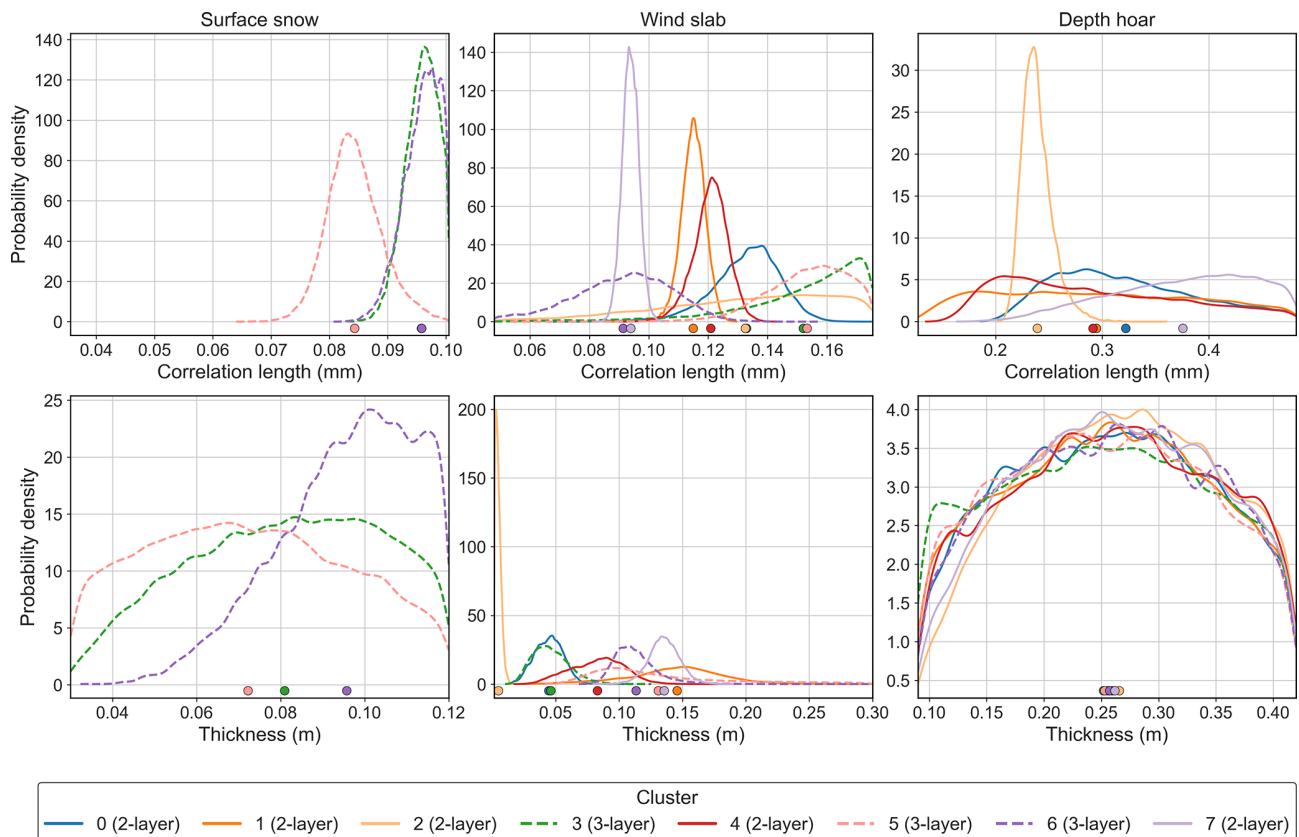 Surface snow
Wind slab
Depth hoar
Probability density
140
120
100
80
60
40
20
0
0.04 0.05 0.06 0.07 0.08 0.09 0.10
Correlation length (mm)
140
120
100
80
60
40
20
0
0.06 0.08 0.10 0.12 0.14 0.16
Correlation length (mm)
30
25
20
15
10
5
0
0.2 0.3 0.4
Correlation length (mm)
Probability density
25
20
15
10
5
0
0.04 0.06 0.08 0.10 0.12
Thickness (m)
200
150
100
50
0
0.05 0.10 0.15 0.20 0.25 0.30
Thickness (m)
4.0
3.5
3.0
2.5
2.0
1.5
1.0
0.5
0.10 0.15 0.20 0.25 0.30 0.35 0.40
Thickness (m)
Cluster
0 (2-layer) 1 (2-layer) 2 (2-layer) 3 (3-layer) 4 (2-layer) 5 (3-layer) 6 (3-layer) 7 (2-layer)